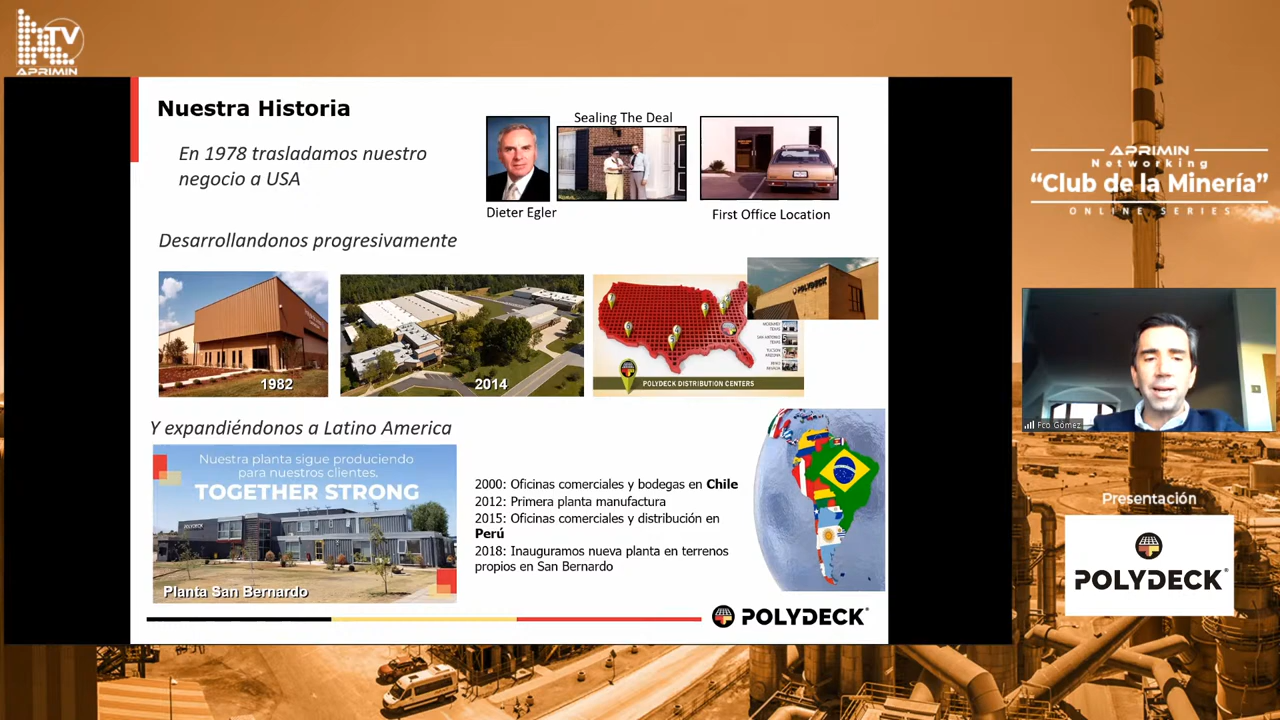 TV
APRIMIN
Nuestra Historia
En 1978 trasladamos nuestro
negocio a USA
Sealing The Deal
Dieter Egler
First Office Location
Desarrollandonos progresivamente
1982
2014
POLYDECK
POLYDECK DISTRIBUTION CENTERS
Y expandiéndonos a Latino America
Nuestra planta sigue produciendo
para nuestros clientes.
TOGETHER STRONG
POLYDECK
Planta San Bernardo
2000: Oficinas comerciales y bodegas en Chile
2012: Primera planta manufactura
2015: Oficinas comerciales y distribución en
Perú
2018: Inauguramos nueva planta en terrenos
propios en San Bernardo
POLYDECK®
APRIMIN
Networking
“Club de la Minería”
ONLINE SERIES
Fco Gómez
Presentación
POLYDECK®